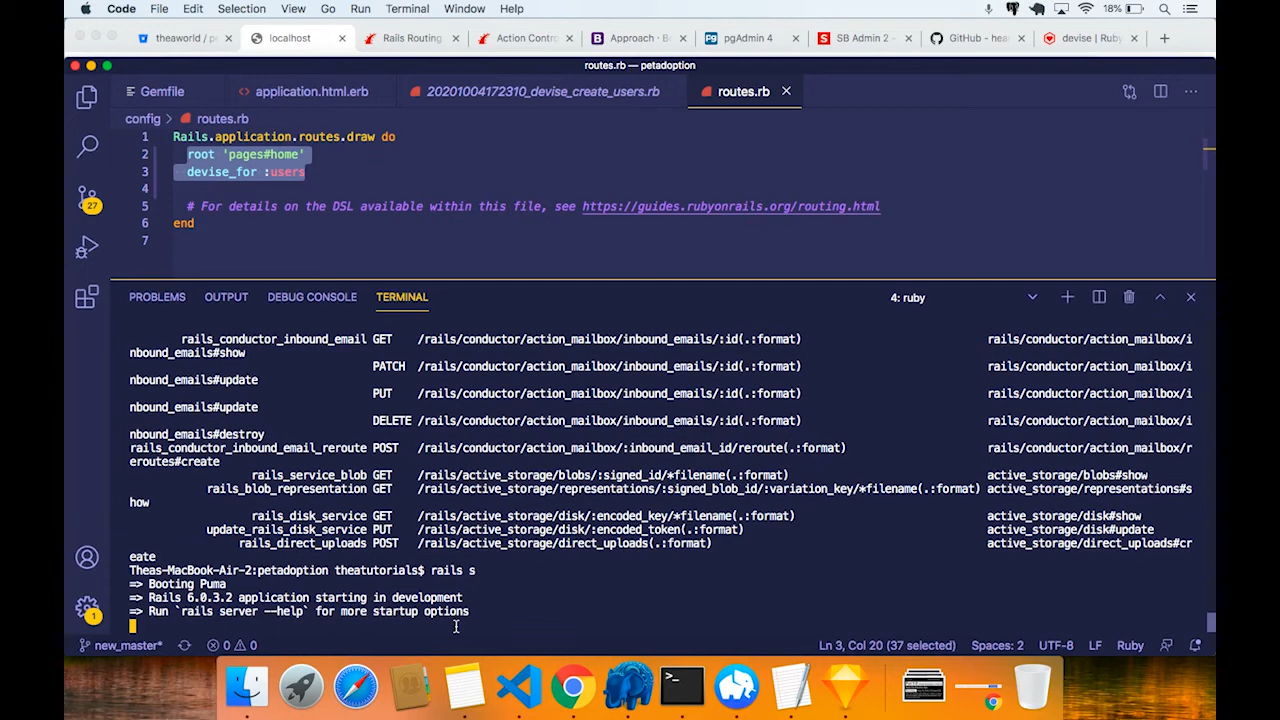 Code File Edit Selection View Go Run Terminal Window Help 18%
theaworld / pe localhost Rails Routing Action Contro Approach · Bo pgAdmin 4 SB Admin 2 - GitHub - hear devise | Ruby
routes.rb — petadoption
Gemfile application.html.erb 20201004172310_devise_create_users.rb routes.rb
config > routes.rb
1 Rails.application.routes.draw do
2 root 'pages#home'
3 devise_for :users
4
5 # For details on the DSL available within this file, see https://guides.rubyonrails.org/routing.html
6 end
7
27
PROBLEMS OUTPUT DEBUG CONSOLE TERMINAL 4: ruby
rails_conductor_inbound_email GET /rails/conductor/action_mailbox/inbound_emails/:id(.:format) rails/conductor/action_mailbox/i
nbound_emails#show
PATCH /rails/conductor/action_mailbox/inbound_emails/:id(.:format) rails/conductor/action_mailbox/i
nbound_emails#update
PUT /rails/conductor/action_mailbox/inbound_emails/:id(.:format) rails/conductor/action_mailbox/i
nbound_emails#update
DELETE /rails/conductor/action_mailbox/inbound_emails/:id(.:format) rails/conductor/action_mailbox/i
nbound_emails#destroy
rails_conductor_inbound_email_reroute POST /rails/conductor/action_mailbox/:inbound_email_id/reroute(.:format) rails/conductor/action_mailbox/r
eroutes#create
rails_service_blob GET /rails/active_storage/blobs/:signed_id/*filename(.:format) active_storage/blobs#show
rails_blob_representation GET /rails/active_storage/representations/:signed_blob_id/:variation_key/*filename(.:format) active_storage/representations#s
how
rails_disk_service GET /rails/active_storage/disk/:encoded_key/*filename(.:format) active_storage/disk#show
update_rails_disk_service PUT /rails/active_storage/disk/:encoded_token(.:format) active_storage/disk#update
rails_direct_uploads POST /rails/active_storage/direct_uploads(.:format) active_storage/direct_uploads#cr
eate
Theas-MacBook-Air-2:petadoption theatutorials$ rails s
=> Booting Puma
=> Rails 6.0.3.2 application starting in development
=> Run `rails server --help` for more startup options
1
new_master* 0 0 Ln 3, Col 20 (37 selected) Spaces: 2 UTF-8 LF Ruby